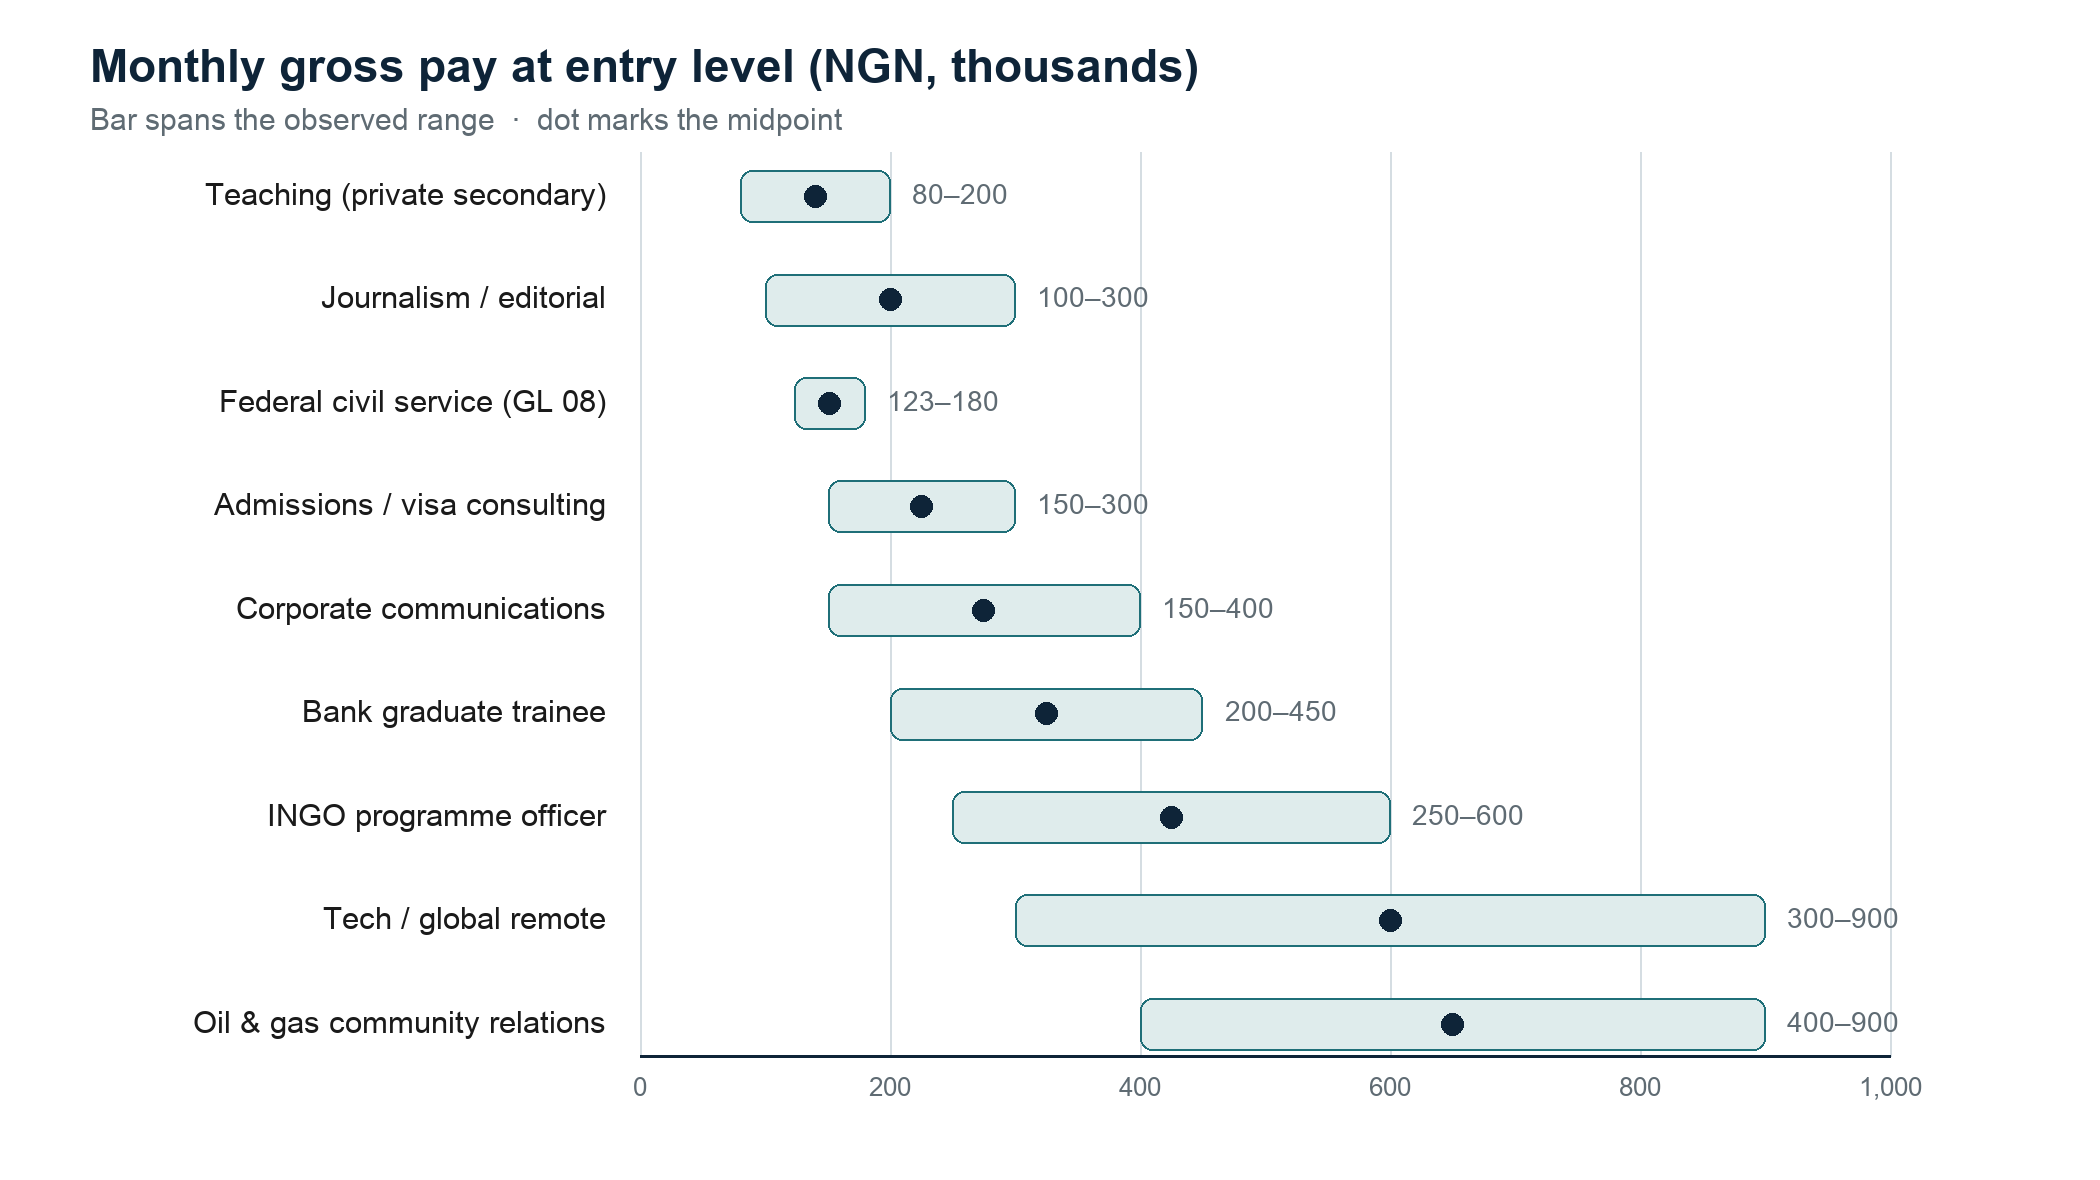 Monthly gross pay at entry level (NGN, thousands)
Bar spans the observed range · dot marks the midpoint
Teaching (private secondary) 80–200
Journalism / editorial 100–300
Federal civil service (GL 08) 123–180
Admissions / visa consulting 150–300
Corporate communications 150–400
Bank graduate trainee 200–450
INGO programme officer 250–600
Tech / global remote 300–900
Oil & gas community relations 400–900
0 200 400 600 800 1,000